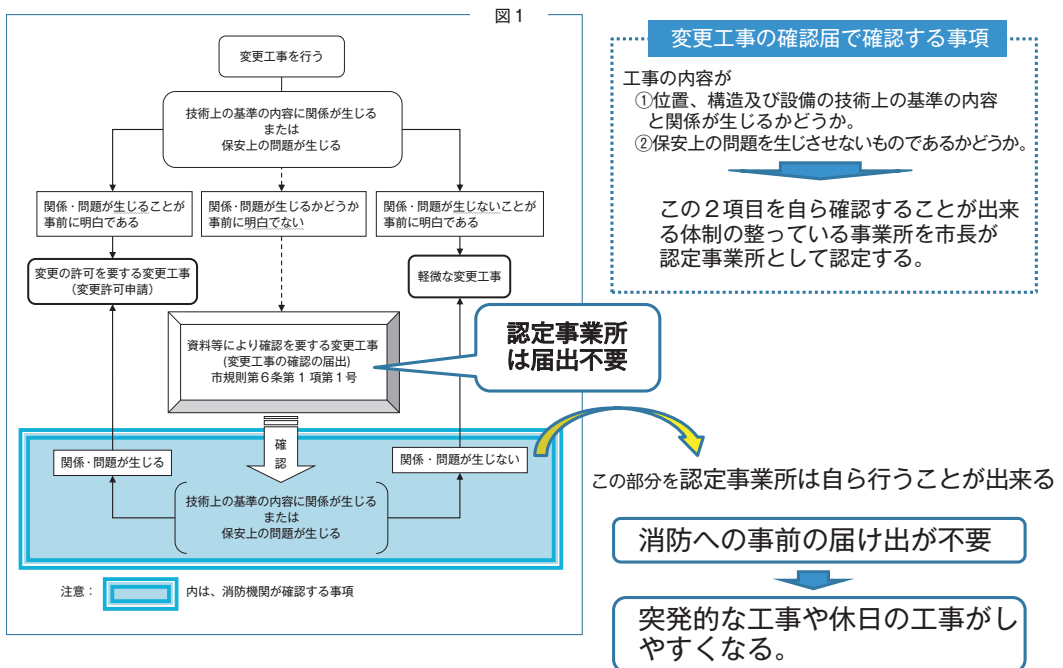 図1
変更工事を行う
技術上の基準の内容に関係が生じる
または
保安上の問題が生じる
関係・問題が生じることが
事前に明白である
関係・問題が生じるかどうか
事前に明白でない
関係・問題が生じないことが
事前に明白である
変更の許可を要する変更工事
（変更許可申請）
軽微な変更工事
資料等により確認を要する変更工事
(変更工事の確認の届出)
市規則第6条第1項第1号
認定事業所
は届出不要
確
認
関係・問題が生じる
関係・問題が生じない
技術上の基準の内容に関係が生じる
または
保安上の問題が生じる
注意：
内は、消防機関が確認する事項
変更工事の確認届で確認する事項
工事の内容が
①位置、構造及び設備の技術上の基準の内容
と関係が生じるかどうか。
②保安上の問題を生じさせないものであるかどうか。
この２項目を自ら確認することが出来
る体制の整っている事業所を市長が
認定事業所として認定する。
この部分を認定事業所は自ら行うことが出来る
消防への事前の届け出が不要
突発的な工事や休日の工事がし
やすくなる。